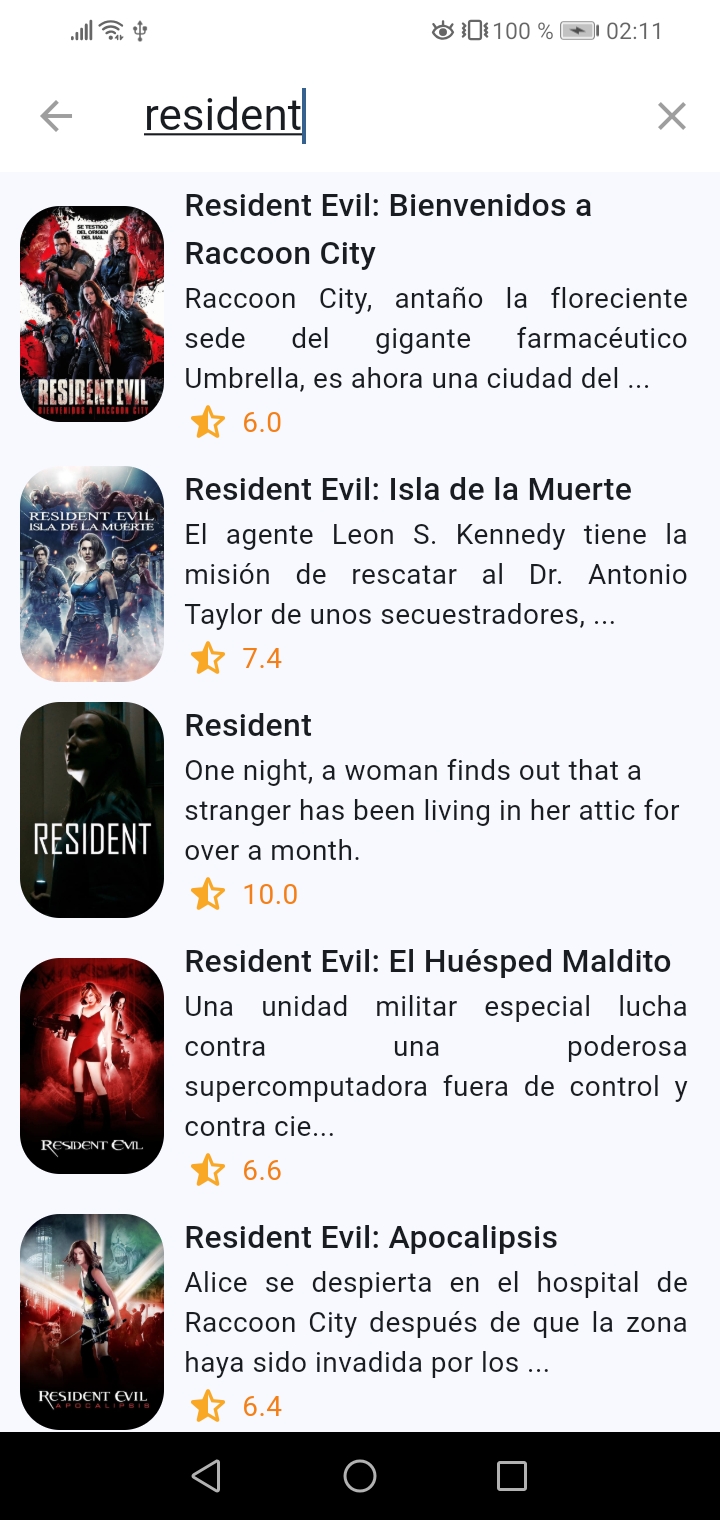 100 % 02:11
resident
Resident Evil: Bienvenidos a
Raccoon City
Raccoon City, antaño la floreciente
sede del gigante farmacéutico
Umbrella, es ahora una ciudad del ...
6.0
SE TESTIGO
DEL ORIGEN
DEL MAL
RESIDENT EVIL
BIENVENIDOS A RACCOON CITY
Resident Evil: Isla de la Muerte
El agente Leon S. Kennedy tiene la
misión de rescatar al Dr. Antonio
Taylor de unos secuestradores, ...
7.4
RESIDENT EVIL
ISLA DE LA MUERTE
Resident
One night, a woman finds out that a
stranger has been living in her attic for
over a month.
10.0
RESIDENT
Resident Evil: El Huésped Maldito
Una unidad militar especial lucha
contra una poderosa
supercomputadora fuera de control y
contra cie...
6.6
RESIDENT EVIL
Resident Evil: Apocalipsis
Alice se despierta en el hospital de
Raccoon City después de que la zona
haya sido invadida por los ...
6.4
RESIDENT EVIL
APOCALIPSIS